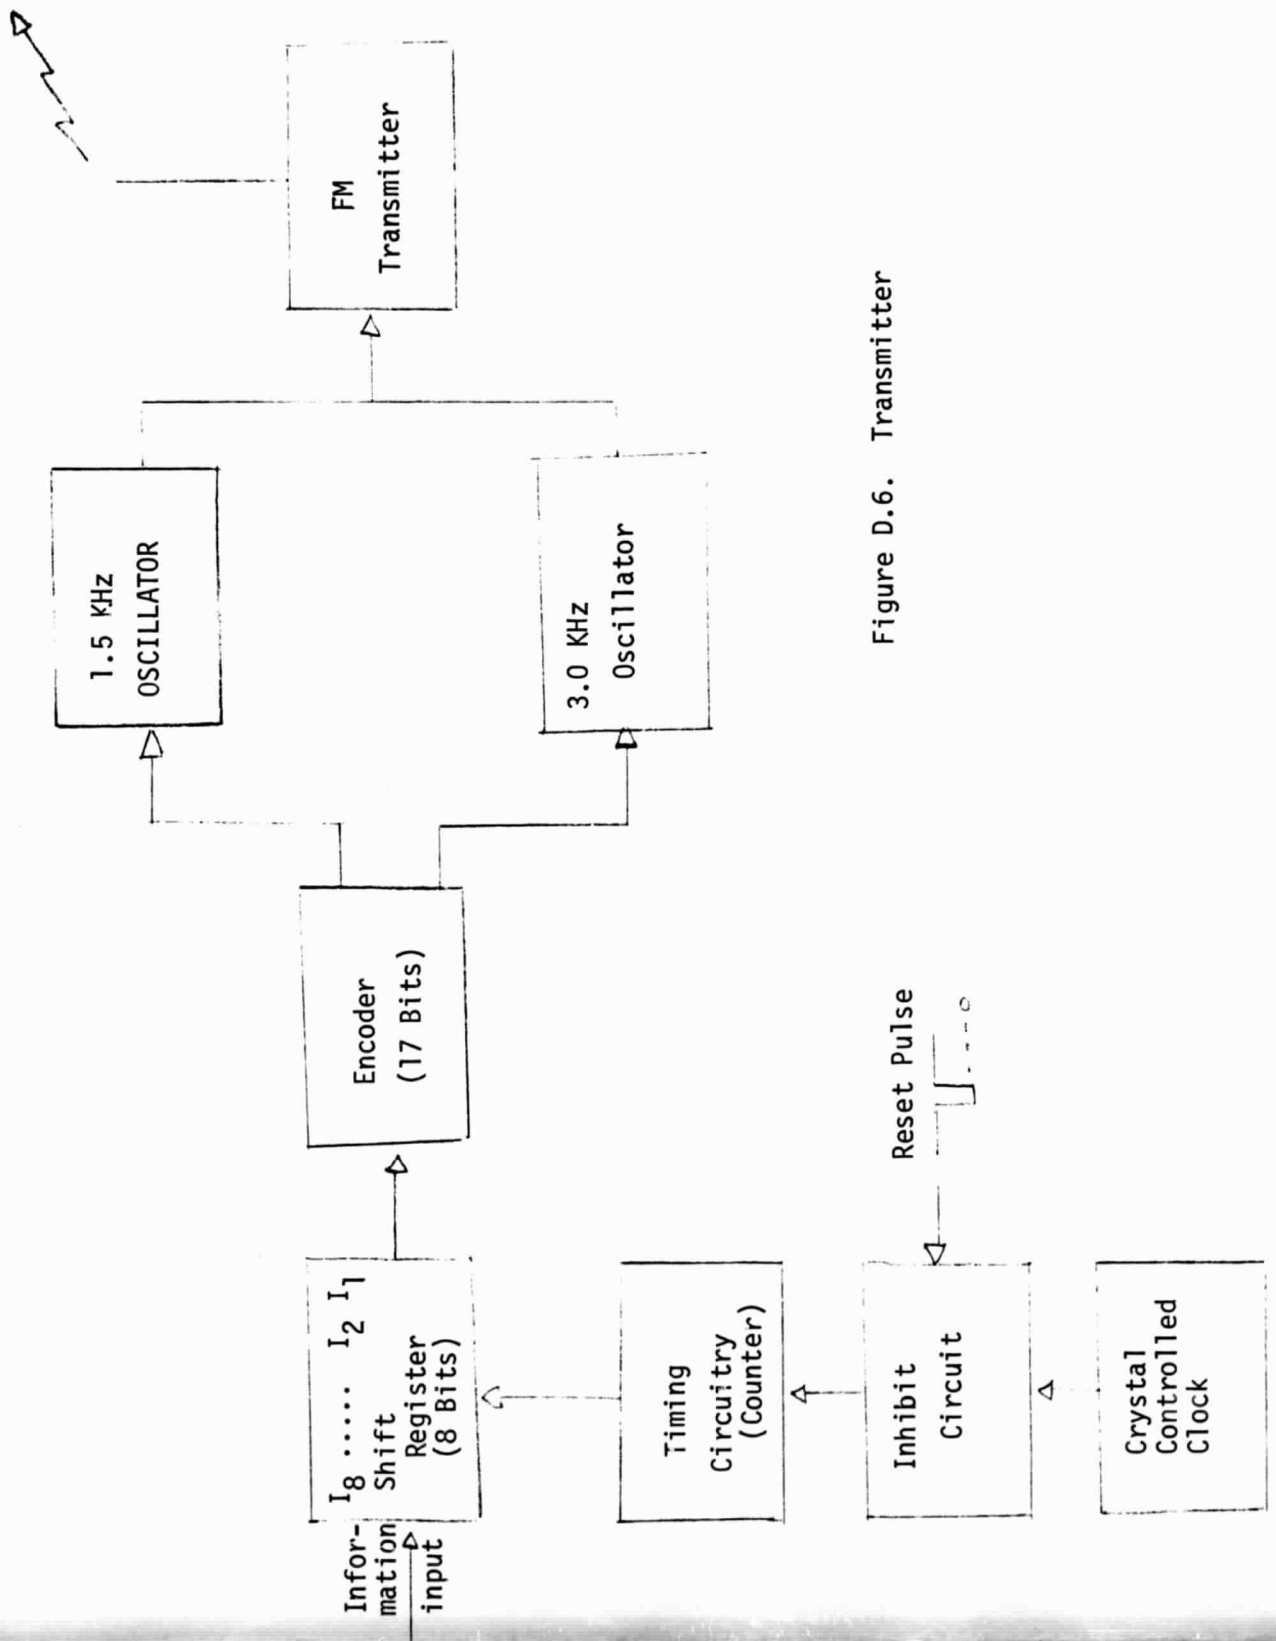 Infor-
mation
input
I8 ..... I2 I1
Shift
Register
(8 Bits)
Encoder
(17 Bits)
1.5 KHz
OSCILLATOR
3.0 KHz
Oscillator
FM
Transmitter
Timing
Circuitry
(Counter)
Inhibit
Circuit
Reset Pulse
Crystal
Controlled
Clock
Figure D.6. Transmitter